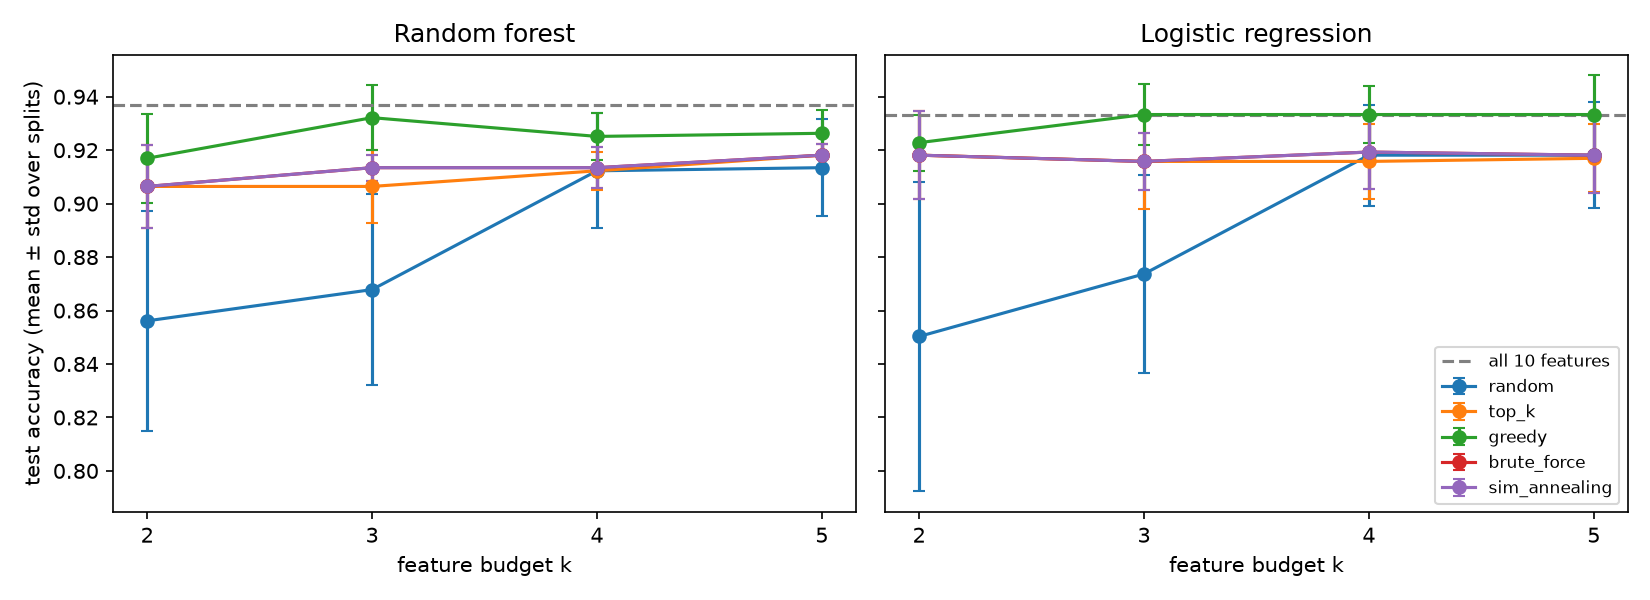 Random forest
Logistic regression
test accuracy (mean ± std over splits)
0.94
0.92
0.90
0.88
0.86
0.84
0.82
0.80
2 3 4 5
feature budget k
2 3 4 5
feature budget k
all 10 features
random
top_k
greedy
brute_force
sim_annealing